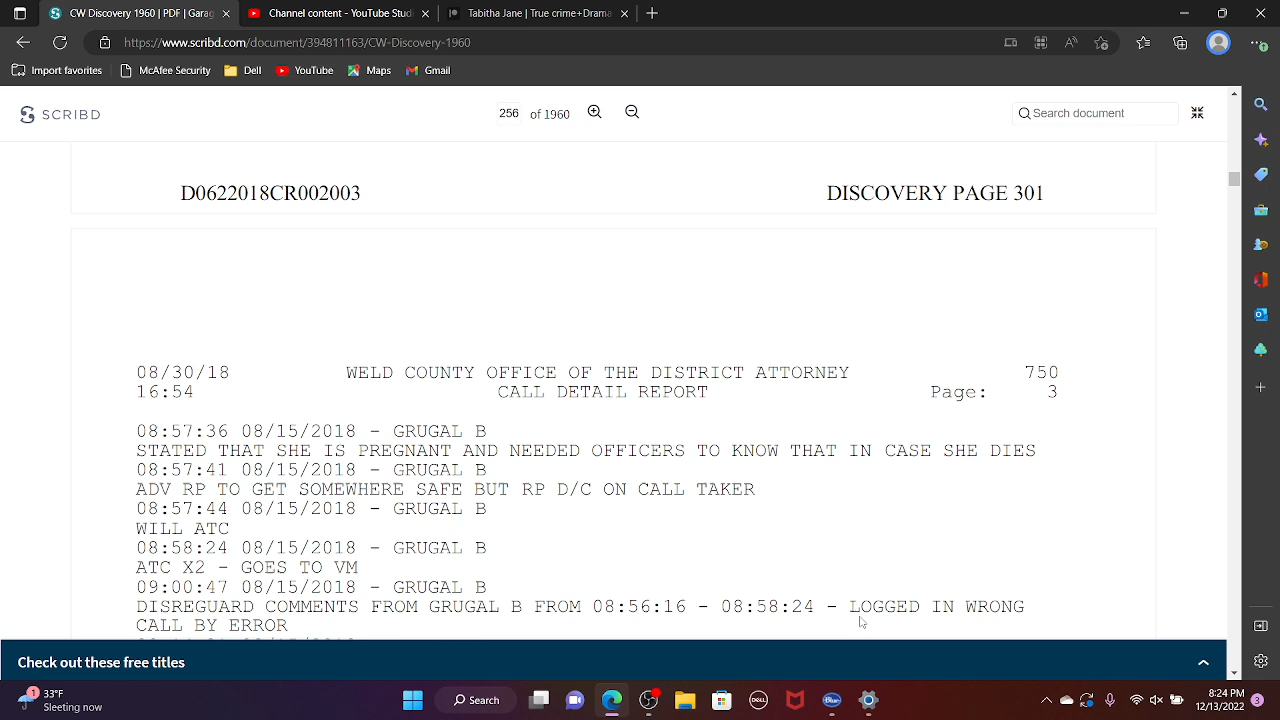 CW Discovery 1960 | PDF | Garag
Channel content - YouTube Stud
Tabitha Jane | True crime+Drama
https://www.scribd.com/document/394811163/CW-Discovery-1960
Import favorites
McAfee Security
Dell
YouTube
Maps
Gmail
SCRIBD
256 of 1960
Search document
D0622018CR002003 DISCOVERY PAGE 301
08/30/18 WELD COUNTY OFFICE OF THE DISTRICT ATTORNEY 750
16:54 CALL DETAIL REPORT Page: 3
08:57:36 08/15/2018 - GRUGAL B
STATED THAT SHE IS PREGNANT AND NEEDED OFFICERS TO KNOW THAT IN CASE SHE DIES
08:57:41 08/15/2018 - GRUGAL B
ADV RP TO GET SOMEWHERE SAFE BUT RP D/C ON CALL TAKER
08:57:44 08/15/2018 - GRUGAL B
WILL ATC
08:58:24 08/15/2018 - GRUGAL B
ATC X2 - GOES TO VM
09:00:47 08/15/2018 - GRUGAL B
DISREGUARD COMMENTS FROM GRUGAL B FROM 08:56:16 - 08:58:24 - LOGGED IN WRONG
CALL BY ERROR
Check out these free titles
1
33°F
Seeting now
Search
DELL
Blue
8:24 PM
12/13/2022
3